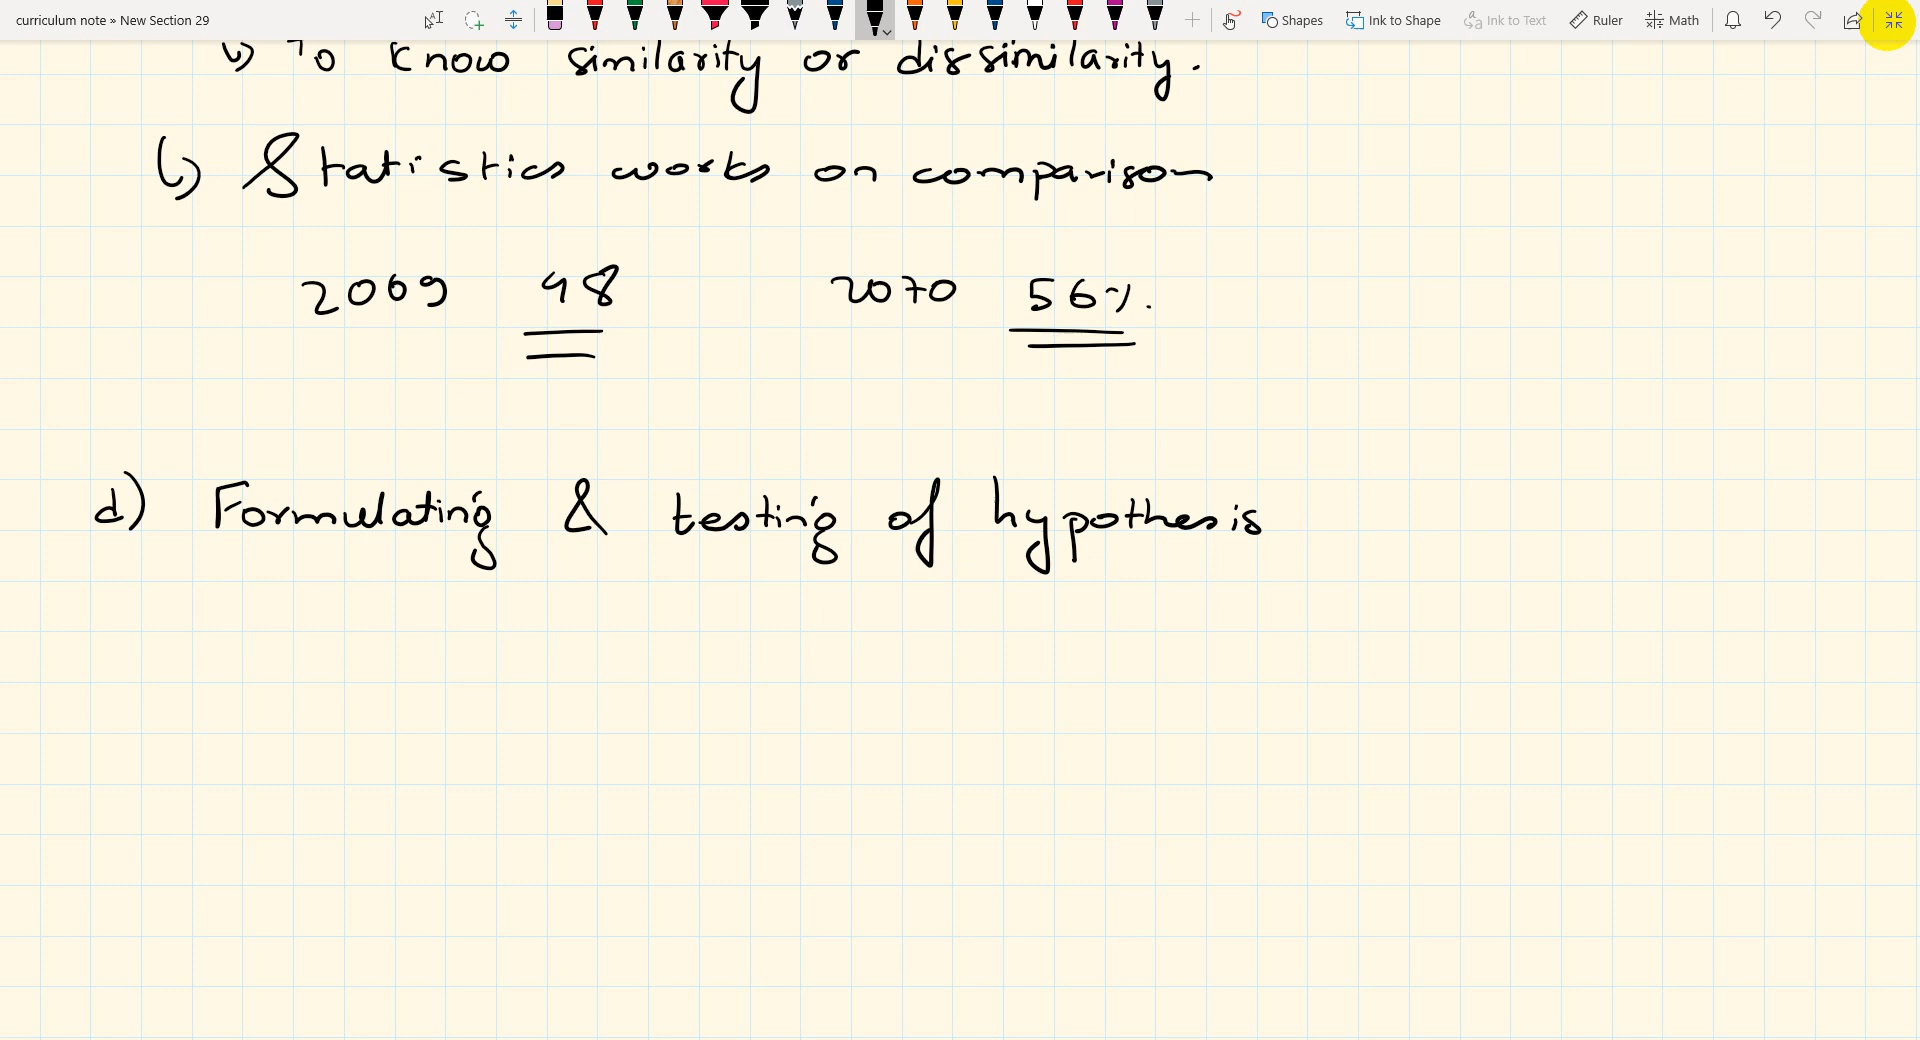 curriculum note » New Section 29 Shapes Ink to Shape Ink to Text Ruler Math
↳ To know similarity or dissimilarity.
↳ Statistics works on comparison
2069 48 2070 56%.
d) Formulating & testing of hypothesis